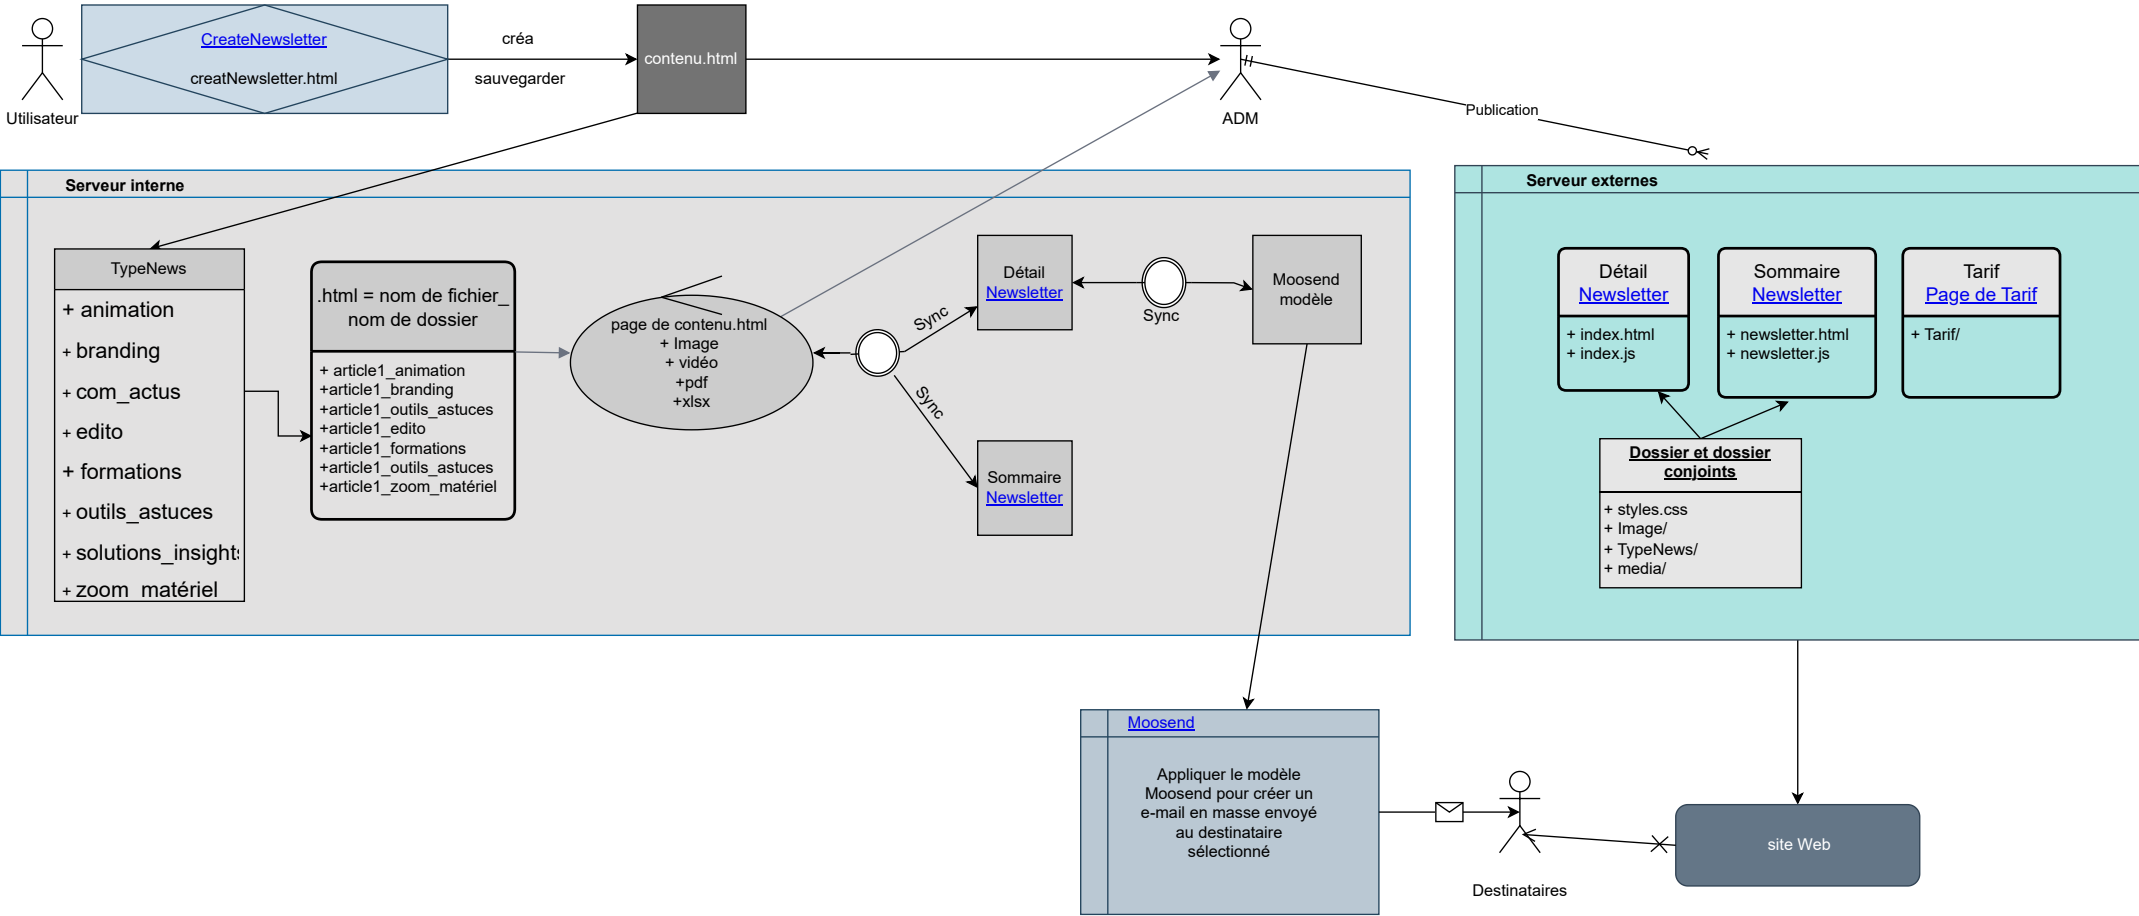 CreateNewsletter
creatNewsletter.html
Utilisateur
créa
sauvegarder
contenu.html
ADM
Publication
Serveur interne
TypeNews
+ animation
+ branding
+ com_actus
+ edito
+ formations
+ outils_astuces
+ solutions_insights
+ zoom_matériel
.html = nom de fichier_
nom de dossier
+ article1_animation
+article1_branding
+article1_outils_astuces
+article1_edito
+article1_formations
+article1_outils_astuces
+article1_zoom_matériel
page de contenu.html
+ Image
+ vidéo
+pdf
+xlsx
Sync
Sync
Détail
Newsletter
Sommaire
Newsletter
Sync
Moosend
modèle
Serveur externes
Détail
Newsletter
+ index.html
+ index.js
Sommaire
Newsletter
+ newsletter.html
+ newsletter.js
Tarif
Page de Tarif
+ Tarif/
Dossier et dossier
conjoints
+ styles.css
+ Image/
+ TypeNews/
+ media/
Moosend
Appliquer le modèle
Moosend pour créer un
e-mail en masse envoyé
au destinataire
sélectionné
Destinataires
site Web